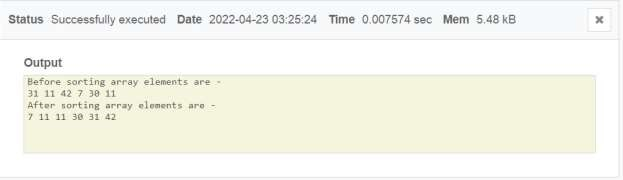 Status Successfully executed Date 2022-04-23 03:25:24 Time 0.007574 sec Mem 5.48 kB
Output
Before sorting array elements are -
31 11 42 7 30 11
After sorting array elements are -
7 11 11 30 31 42